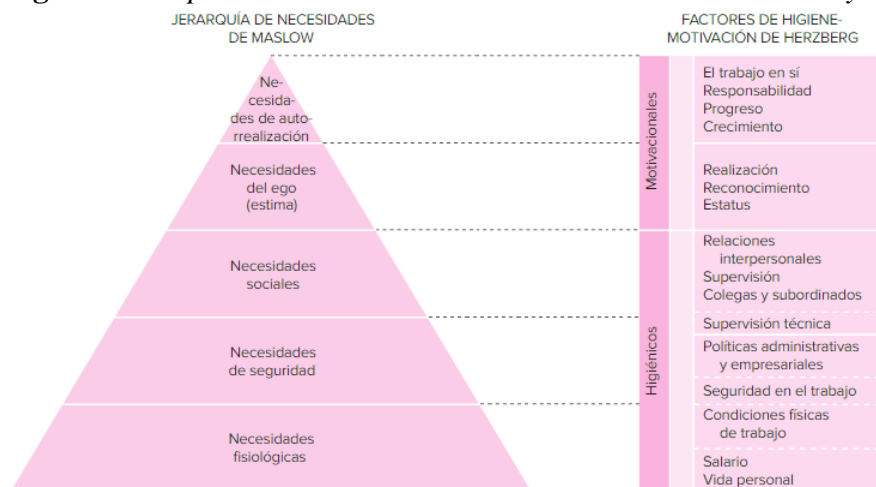 JERARQUÍA DE NECESIDADES
DE MASLOW
Ne-
cesida-
des de auto-
rrealización
Necesidades
del ego
(estima)
Necesidades
sociales
Necesidades
de seguridad
Necesidades
fisiológicas
FACTORES DE HIGIENE-
MOTIVACIÓN DE HERZBERG
Motivacionales
El trabajo en sí
Responsabilidad
Progreso
Crecimiento
Realización
Reconocimiento
Estatus
Higiénicos
Relaciones
interpersonales
Supervisión
Colegas y subordinados
Supervisión técnica
Políticas administrativas
y empresariales
Seguridad en el trabajo
Condiciones físicas
de trabajo
Salario
Vida personal